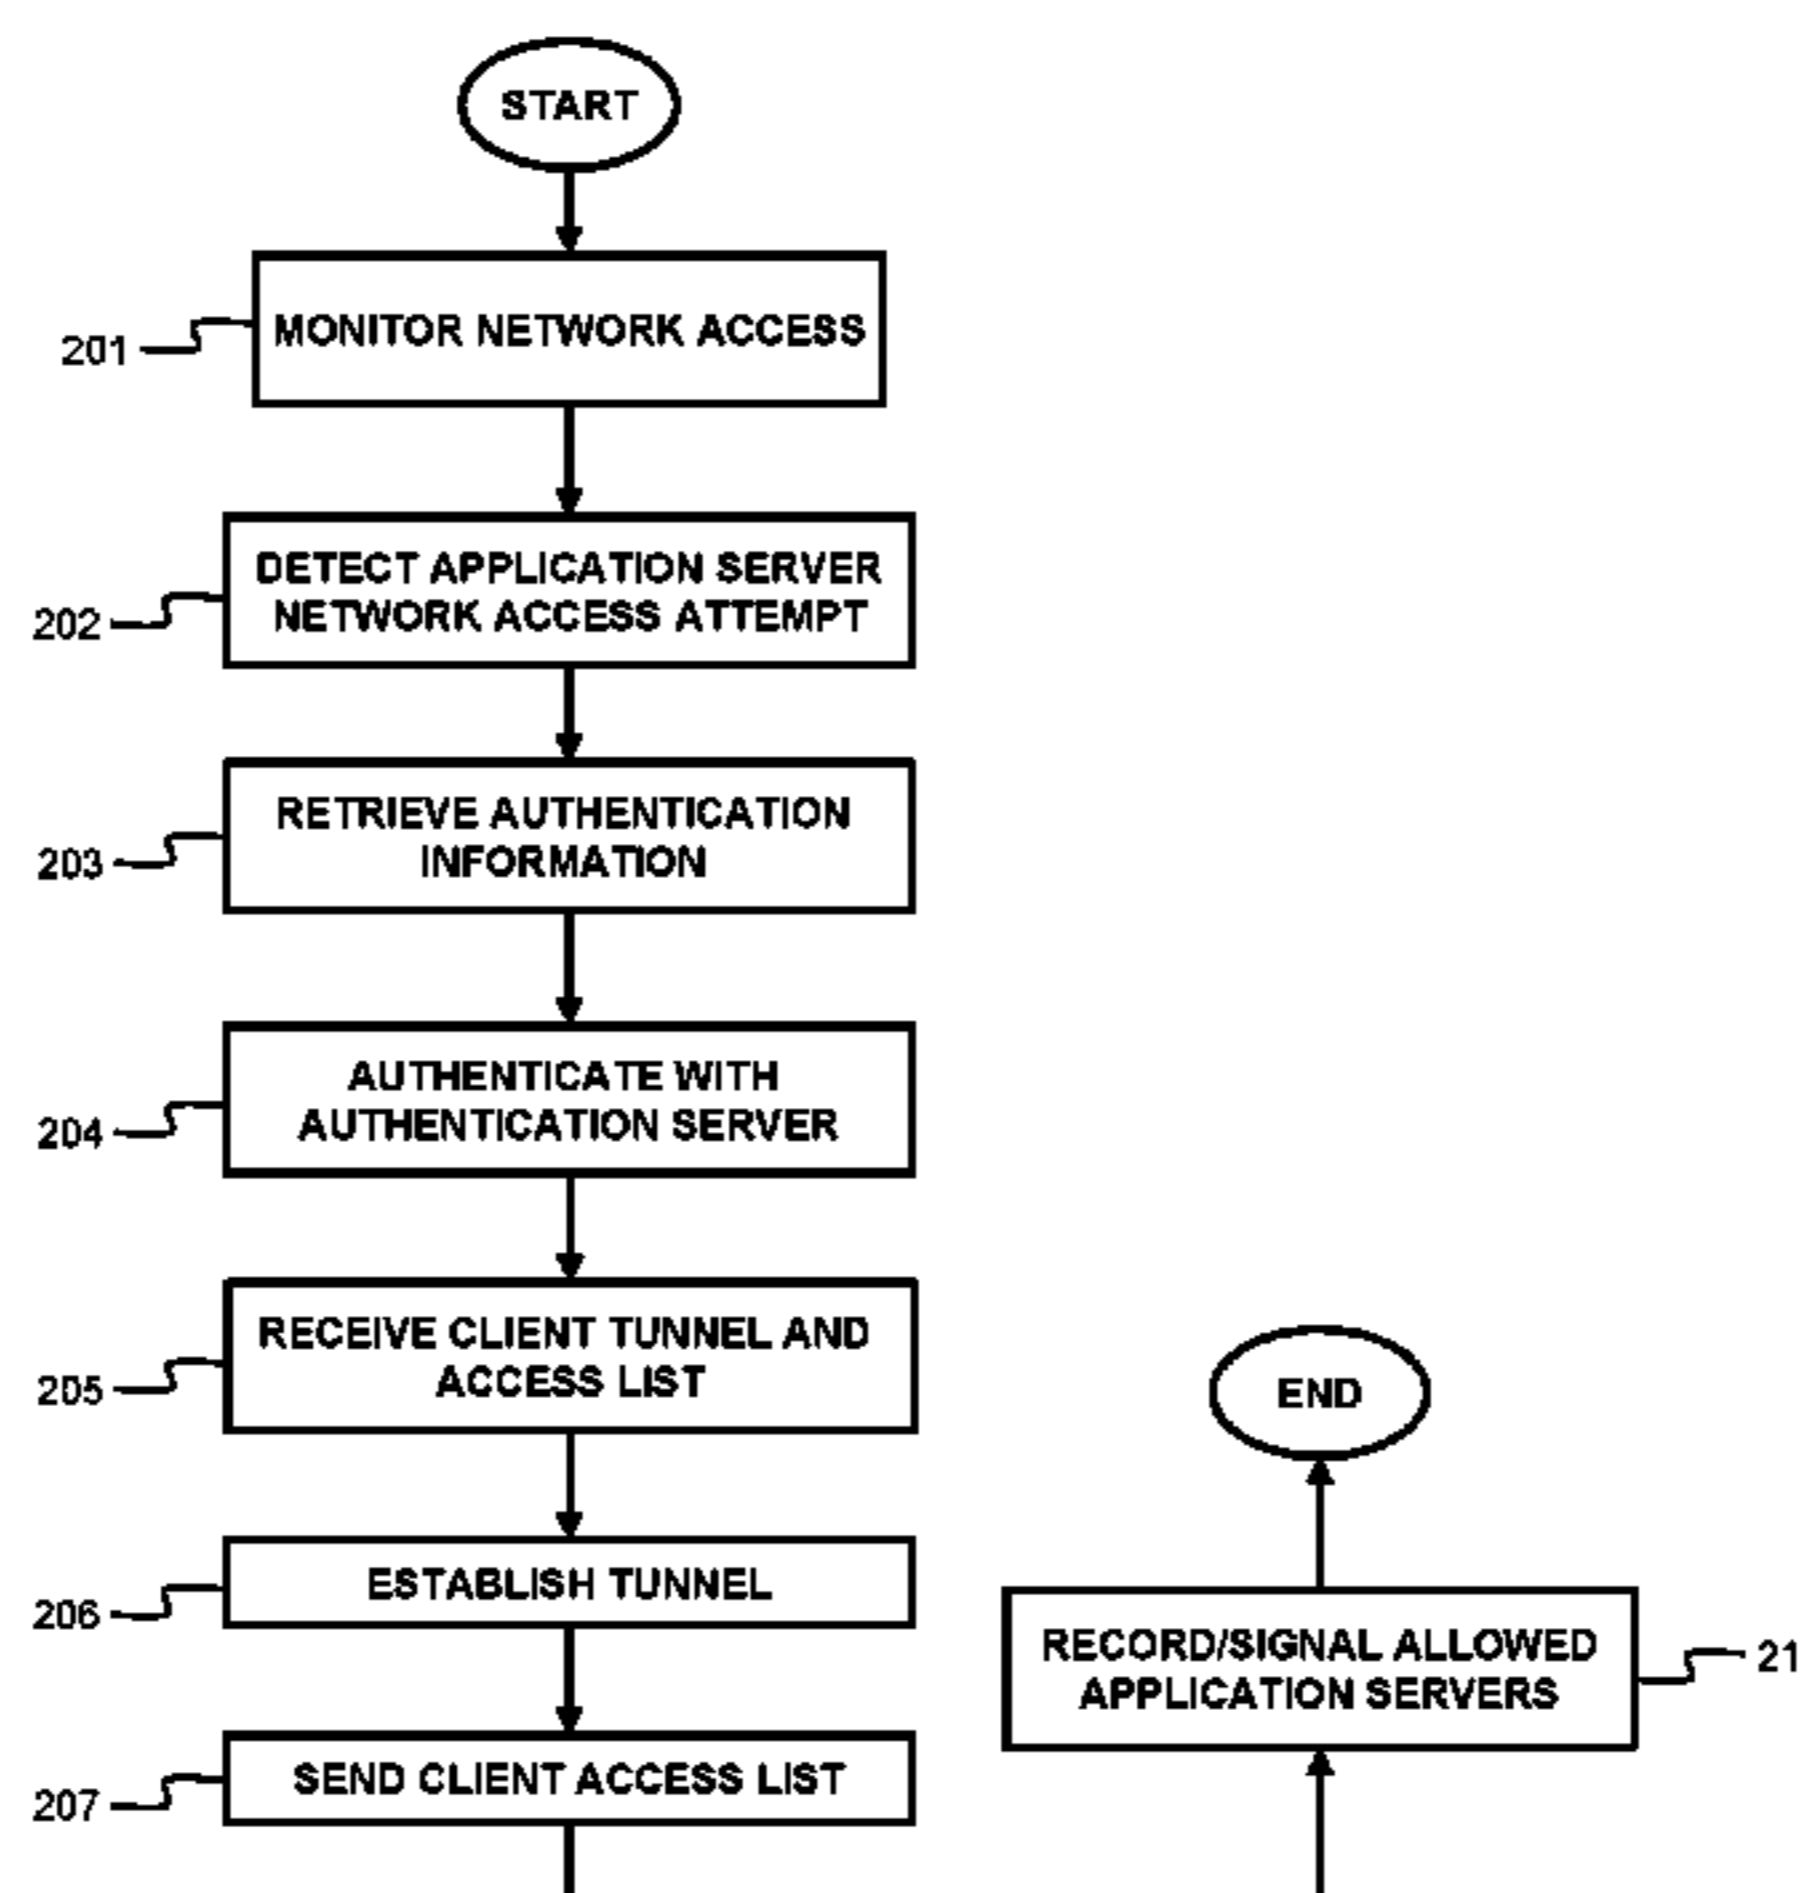 START
201
MONITOR NETWORK ACCESS
202
DETECT APPLICATION SERVER
NETWORK ACCESS ATTEMPT
203
RETRIEVE AUTHENTICATION
INFORMATION
204
AUTHENTICATE WITH
AUTHENTICATION SERVER
205
RECEIVE CLIENT TUNNEL AND
ACCESS LIST
206
ESTABLISH TUNNEL
207
SEND CLIENT ACCESS LIST
END
RECORD/SIGNAL ALLOWED
APPLICATION SERVERS
21